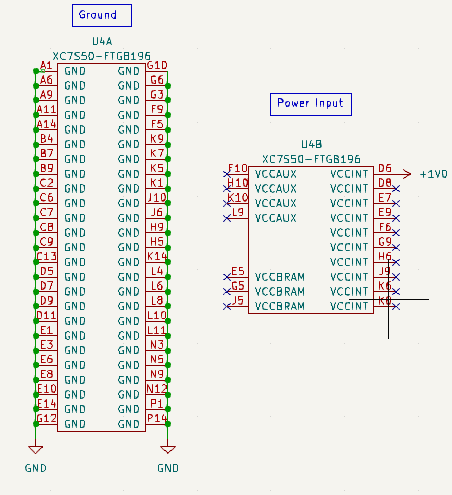 Ground
U4A
XC7S50-FTGB196
A1 GND GND G10
A6 GND GND G6
A9 GND GND G3
A11 GND GND F9
A14 GND GND F5
B4 GND GND K9
B7 GND GND K7
B9 GND GND K5
C2 GND GND K1
C6 GND GND J10
C7 GND GND J6
C8 GND GND H9
C9 GND GND H5
C13 GND GND K14
D5 GND GND L4
D7 GND GND L6
D9 GND GND L8
D11 GND GND L10
E1 GND GND L11
E3 GND GND N3
E6 GND GND N5
E8 GND GND N9
E10 GND GND N12
E14 GND GND P1
G12 GND GND P14
GND GND
Power Input
U4B
XC7S50-FTGB196
F10 VCCAUX VCCINT D6 +1V0
H10 VCCAUX VCCINT D8
K10 VCCAUX VCCINT E7
L9 VCCAUX VCCINT E9
VCCINT F8
VCCINT G9
VCCINT H6
E5 VCCBRAM VCCINT J9
G5 VCCBRAM VCCINT K6
J5 VCCBRAM VCCINT K8